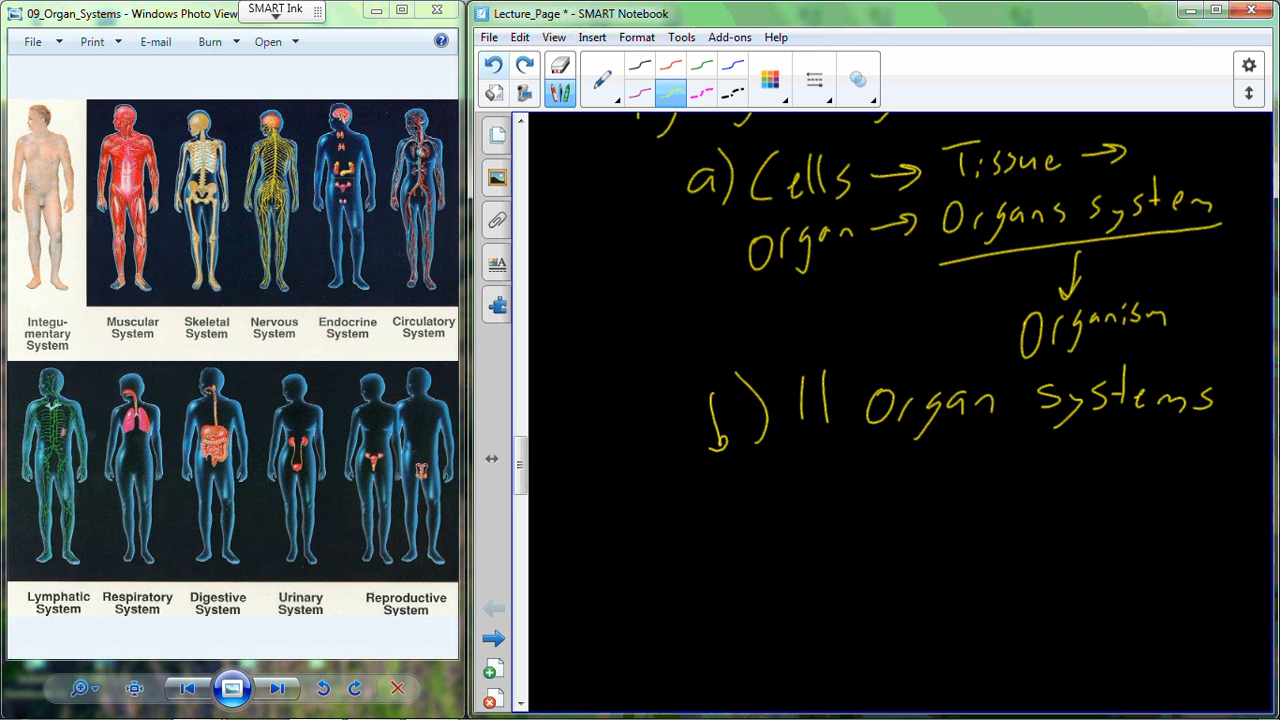 09_Organ_Systems - Windows Photo View
SMART Ink
File Print E-mail Burn Open
Integu-
mentary
System
Muscular
System
Skeletal
System
Nervous
System
Endocrine
System
Circulatory
System
Lymphatic
System
Respiratory
System
Digestive
System
Urinary
System
Reproductive
System
Lecture_Page * - SMART Notebook
File Edit View Insert Format Tools Add-ons Help
a) Cells → Tissue →
Organ → Organs system
↓
Organism
b) 11 Organ systems